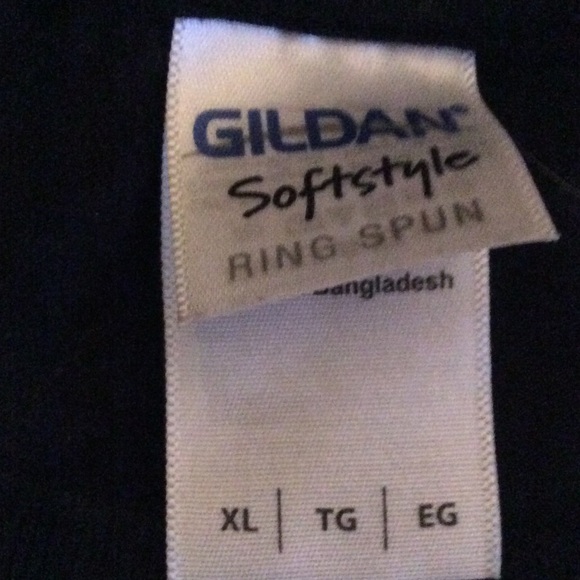 GILDAN
Softstyle
RING SPUN
Bangladesh
XL | TG | EG